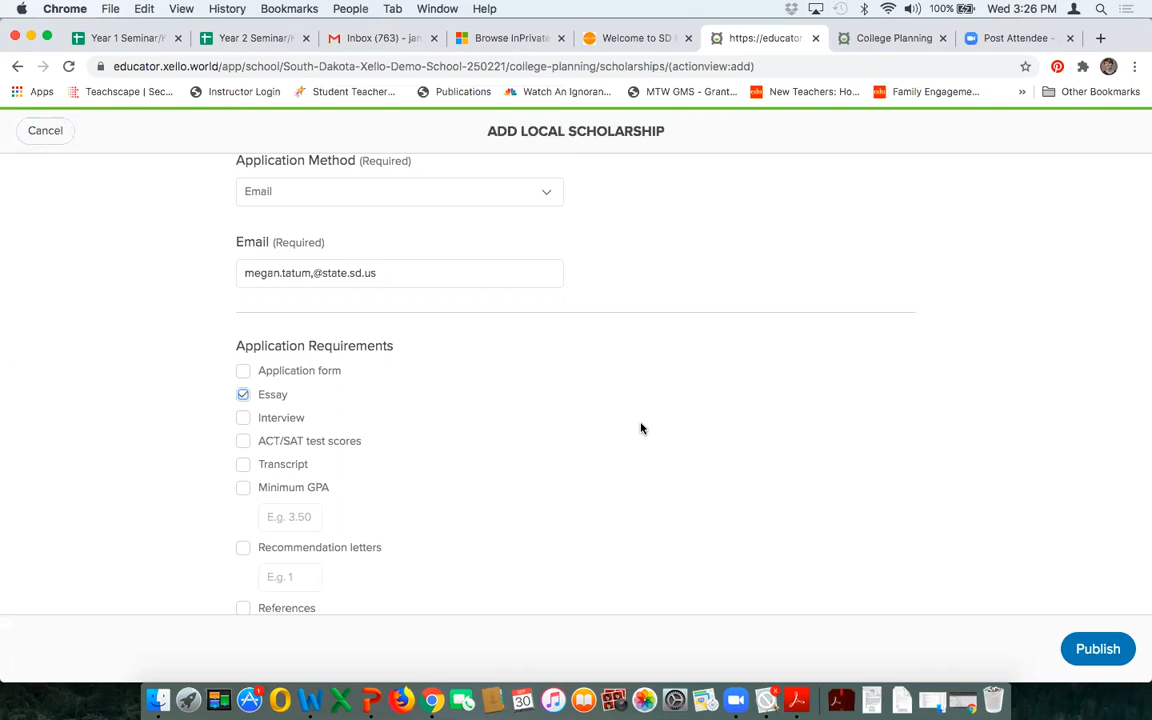 Chrome File Edit View History Bookmarks People Tab Window Help 100% Wed 3:26 PM
Year 1 Seminar/ Year 2 Seminar/ Inbox (763) - jan Browse InPrivate Welcome to SD https://educator College Planning Post Attendee -
educator.xello.world/app/school/South-Dakota-Xello-Demo-School-250221/college-planning/scholarships/(actionview:add)
Apps Teachscape | Sec... Instructor Login Student Teacher... Publications Watch An Ignoran... MTW GMS - Grant... New Teachers: Ho... Family Engageme... » Other Bookmarks
Cancel ADD LOCAL SCHOLARSHIP
Application Method (Required)
Email
Email (Required)
megan.tatum,@state.sd.us
Application Requirements
Application form
Essay
Interview
ACT/SAT test scores
Transcript
Minimum GPA
E.g. 3.50
Recommendation letters
E.g. 1
References
Publish
30